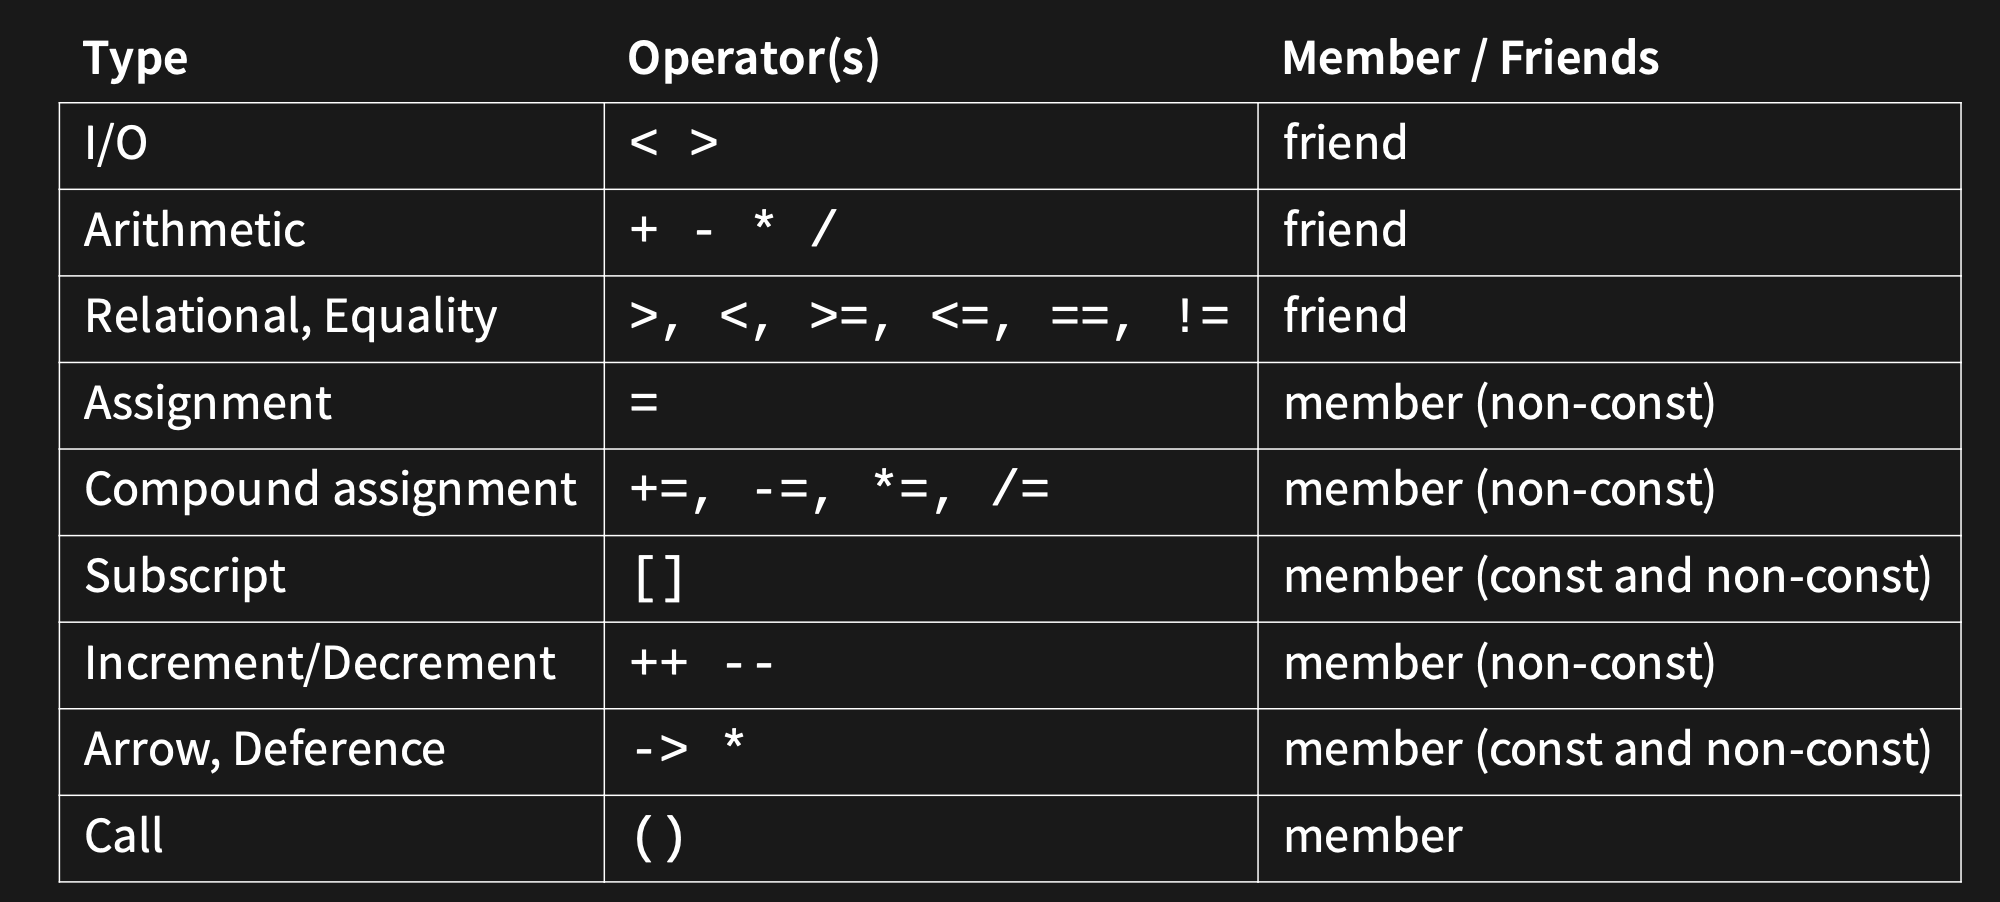 Type Operator(s) Member / Friends
I/O < > friend
Arithmetic + - * / friend
Relational, Equality >, <, >=, <=, ==, != friend
Assignment = member (non-const)
Compound assignment +=, -=, *=, /= member (non-const)
Subscript [] member (const and non-const)
Increment/Decrement ++ -- member (non-const)
Arrow, Deference -> * member (const and non-const)
Call () member